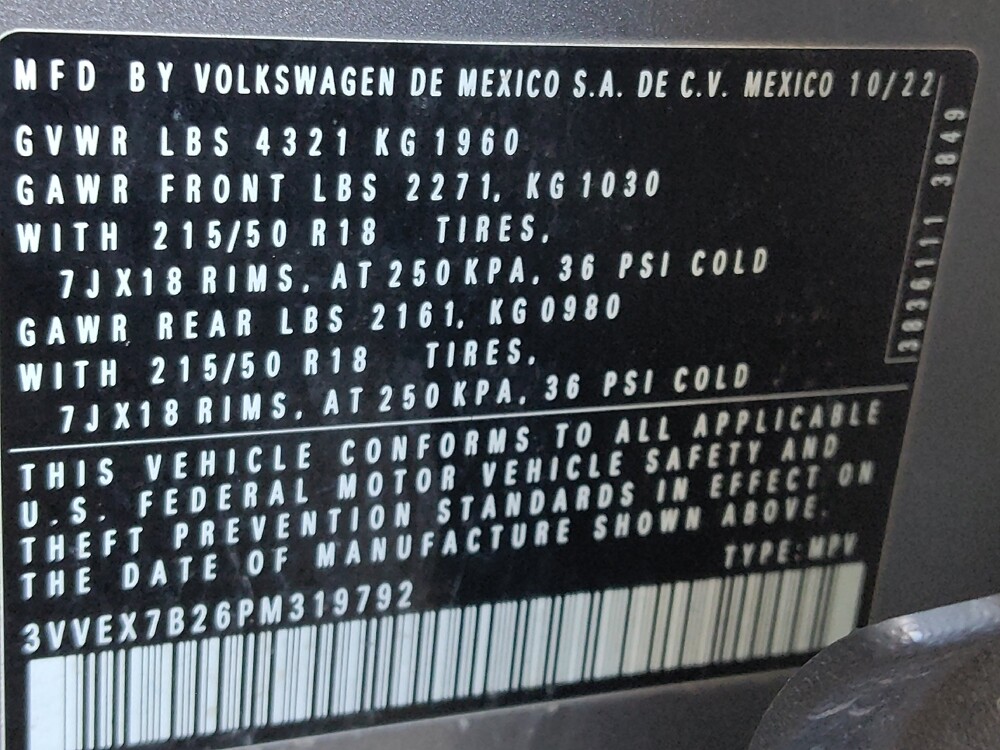 MFD BY VOLKSWAGEN DE MEXICO S.A. DE C.V. MEXICO 10/22
GVWR LBS 4321 KG 1960
GAWR FRONT LBS 2271, KG 1030
WITH 215/50 R18 TIRES,
7JX18 RIMS, AT 250 KPA, 36 PSI COLD
GAWR REAR LBS 2161, KG 0980
WITH 215/50 R18 TIRES,
7JX18 RIMS, AT 250 KPA, 36 PSI COLD
3836111 3849
THIS VEHICLE CONFORMS TO ALL APPLICABLE
U.S. FEDERAL MOTOR VEHICLE SAFETY AND
THEFT PREVENTION STANDARDS IN EFFECT ON
THE DATE OF MANUFACTURE SHOWN ABOVE.
TYPE:MPV
3VVEX7B26PM319792